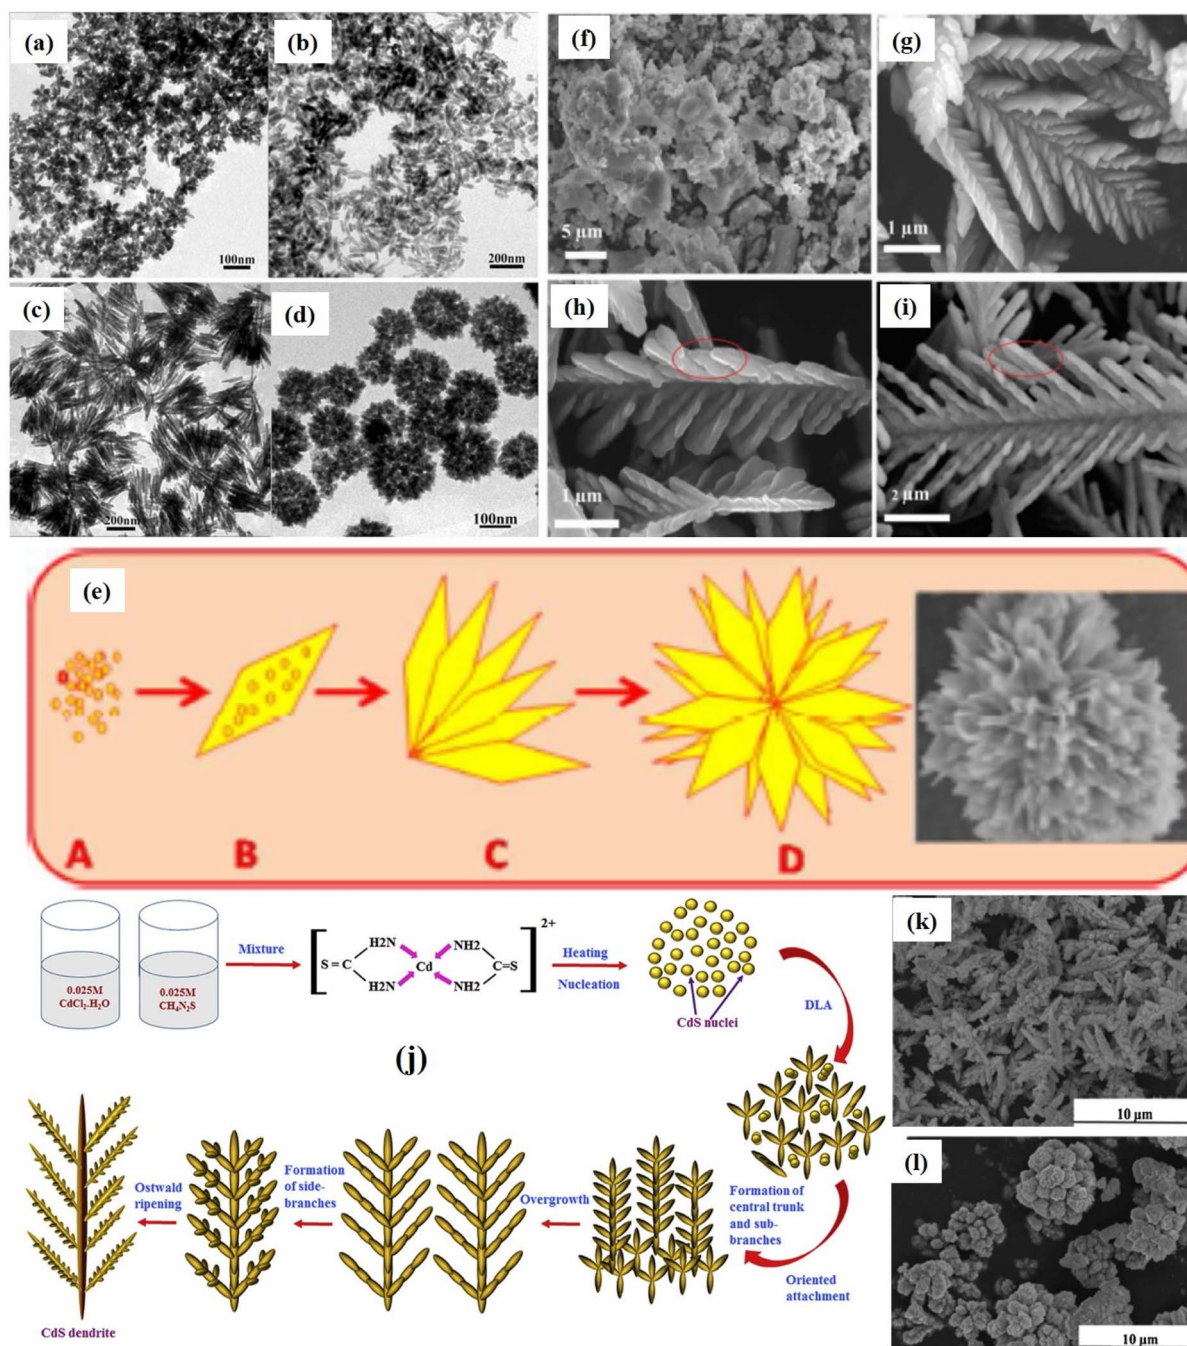 (a)
(b)
100nm
200nm
(c)
(d)
200nm
100nm
(f)
(g)
5 µm
1 µm
(h)
(i)
1 µm
2 µm
(e)
A
B
C
D
0.025M
CdCl₂-H₂O
0.025M
CH₄N₂S
Mixture
2+
H2N
NH2
S = C
Cd
C=S
H2N
NH2
Heating
Nucleation
CdS nuclei
DLA
(j)
Formation of
central trunk
and sub-
branches
Oriented
attachment
Overgrowth
Formation
of side-
branches
Ostwald
ripening
CdS dendrite
(k)
10 µm
(l)
10 µm